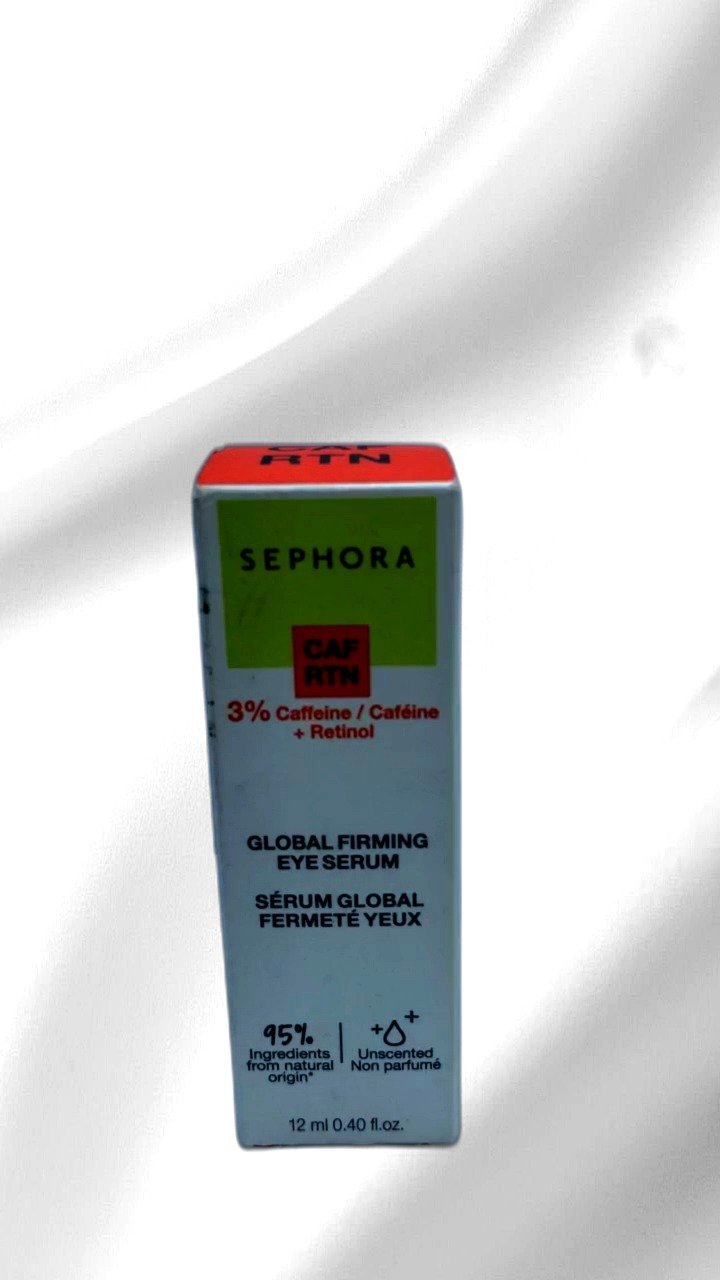 CAF
RTN
SEPHORA
CAF
RTN
3% Caffeine / Caféine
+ Retinol
GLOBAL FIRMING
EYE SERUM
SÉRUM GLOBAL
FERMETÉ YEUX
95%
Ingredients
from natural
origin*
Unscented
Non parfumé
12 ml 0.40 fl.oz.